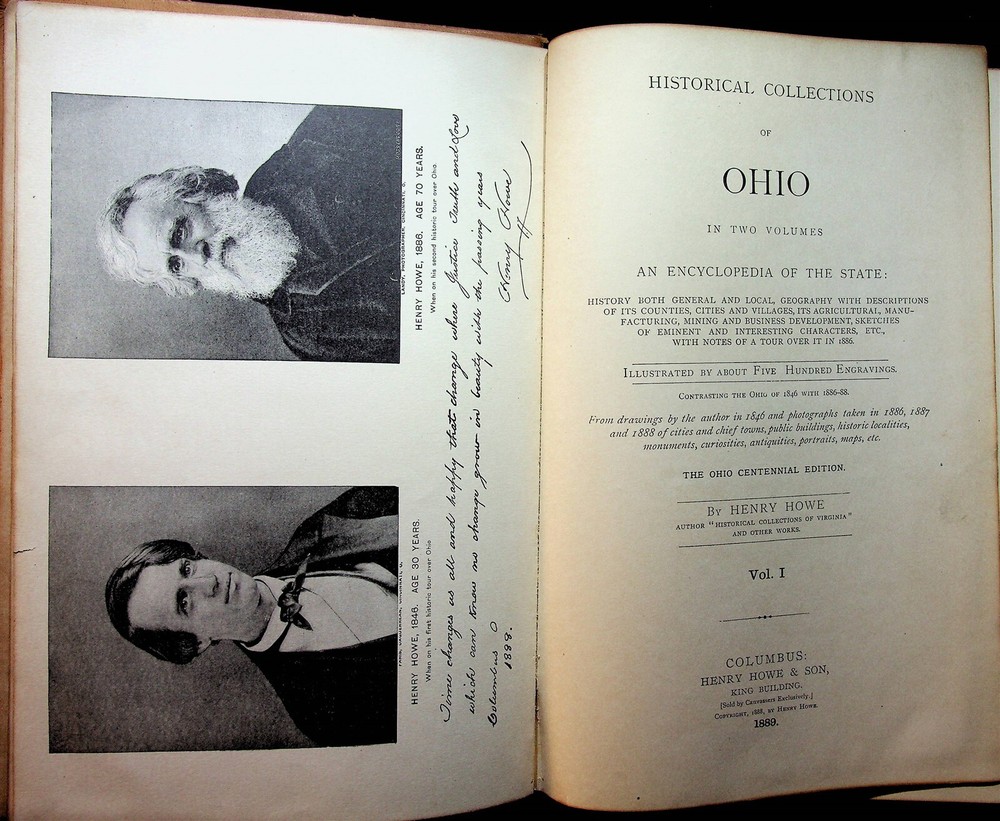 LANDY, PHOTOGRAPHER, CINCINNATI, O.
HENRY HOWE, 1886. AGE 70 YEARS.
When on his second historic tour over Ohio.
HENRY HOWE, 1846. AGE 30 YEARS.
When on his first historic tour over Ohio
Time changes us all and happy that change where Justice Truth and Love
which can know no change grow in beauty with the passing years
Columbus O
1888.
Henry Howe
HISTORICAL COLLECTIONS
OF
OHIO
IN TWO VOLUMES
AN ENCYCLOPEDIA OF THE STATE:
HISTORY BOTH GENERAL AND LOCAL, GEOGRAPHY WITH DESCRIPTIONS
OF ITS COUNTIES, CITIES AND VILLAGES, ITS AGRICULTURAL, MANU-
FACTURING, MINING AND BUSINESS DEVELOPMENT, SKETCHES
OF EMINENT AND INTERESTING CHARACTERS, ETC.,
WITH NOTES OF A TOUR OVER IT IN 1886.
ILLUSTRATED BY ABOUT FIVE HUNDRED ENGRAVINGS.
CONTRASTING THE OHIO OF 1846 WITH 1886-88.
From drawings by the author in 1846 and photographs taken in 1886, 1887
and 1888 of cities and chief towns, public buildings, historic localities,
monuments, curiosities, antiquities, portraits, maps, etc.
THE OHIO CENTENNIAL EDITION.
BY HENRY HOWE
AUTHOR "HISTORICAL COLLECTIONS OF VIRGINIA"
AND OTHER WORKS.
Vol. I
COLUMBUS:
HENRY HOWE & SON,
KING BUILDING.
[Sold by Canvassers Exclusively.]
COPYRIGHT, 1888, BY HENRY HOWE.
1889.